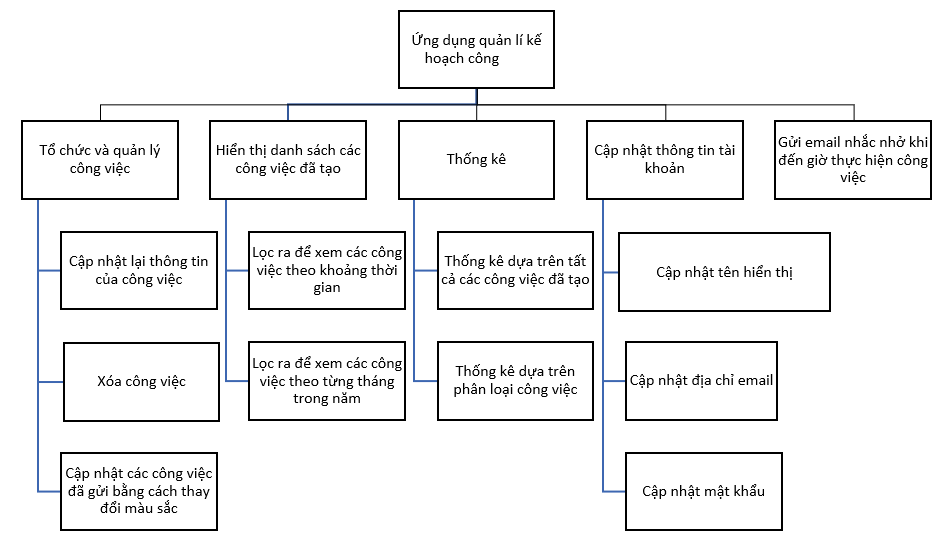 Ứng dụng quản lí kế
hoạch công
Tổ chức và quản lý
công việc
Hiển thị danh sách các
công việc đã tạo
Thống kê
Cập nhật thông tin tài
khoản
Gửi email nhắc nhở khi
đến giờ thực hiện công
việc
Cập nhật lại thông tin
của công việc
Lọc ra để xem các công
việc theo khoảng thời
gian
Thống kê dựa trên tất
cả các công việc đã tạo
Cập nhật tên hiển thị
Xóa công việc
Lọc ra để xem các công
việc theo từng tháng
trong năm
Thống kê dựa trên
phân loại công việc
Cập nhật địa chỉ email
Cập nhật các công việc
đã gửi bằng cách thay
đổi màu sắc
Cập nhật mật khẩu